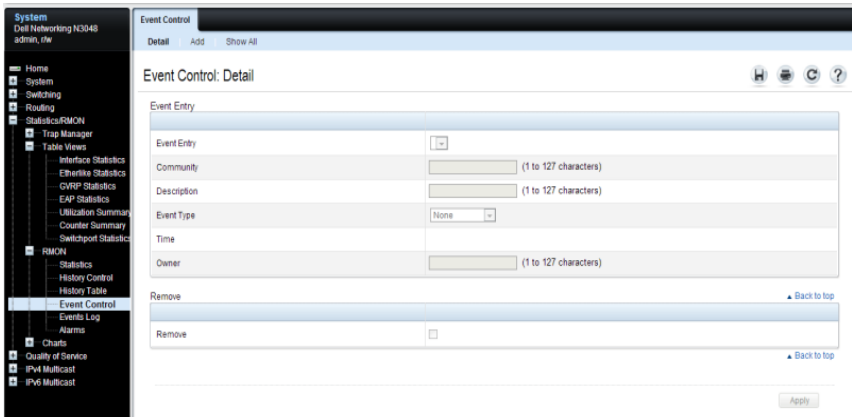 System
Dell Networking N3048
admin, r/w
Home
System
Switching
Routing
Statistics/RMON
Trap Manager
Table Views
Interface Statistics
Etherlike Statistics
GVRP Statistics
EAP Statistics
Utilization Summary
Counter Summary
Switchport Statistics
RMON
Statistics
History Control
History Table
Event Control
Events Log
Alarms
Charts
Quality of Service
IPv4 Multicast
IPv6 Multicast
Event Control
Detail Add Show All
Event Control: Detail
Event Entry
Event Entry
Community (1 to 127 characters)
Description (1 to 127 characters)
Event Type None
Time
Owner (1 to 127 characters)
Remove Back to top
Remove
Back to top
Apply